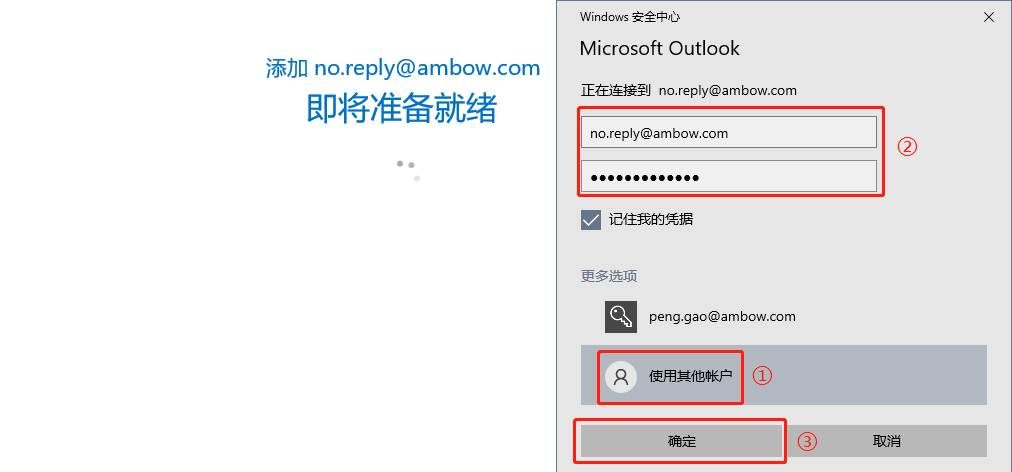 添加 no.reply@ambow.com
即将准备就绪
Windows 安全中心
Microsoft Outlook
正在连接到 no.reply@ambow.com
no.reply@ambow.com
②
●●●●●●●●●●●●●
记住我的凭据
更多选项
peng.gao@ambow.com
使用其他帐户 ①
确定 ③ 取消